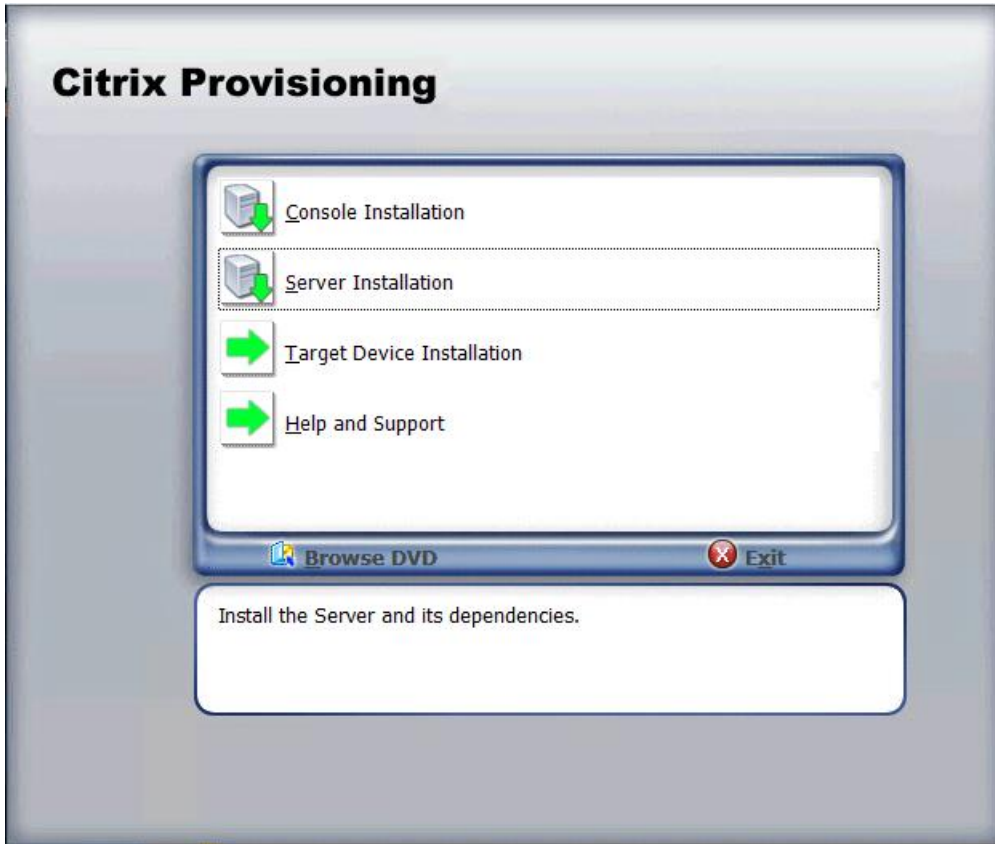 Citrix Provisioning
Console Installation
Server Installation
Target Device Installation
Help and Support
Browse DVD
Exit
Install the Server and its dependencies.